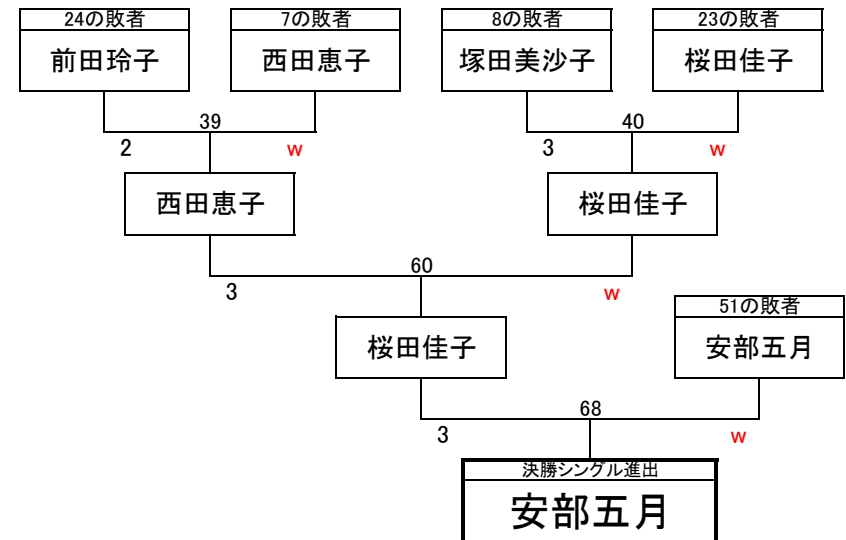 24の敗者
7の敗者
8の敗者
23の敗者
前田玲子
西田恵子
塚田美沙子
桜田佳子
39
40
2
w
3
w
西田恵子
桜田佳子
60
3
w
51の敗者
桜田佳子
安部五月
68
3
w
決勝シングル進出
安部五月